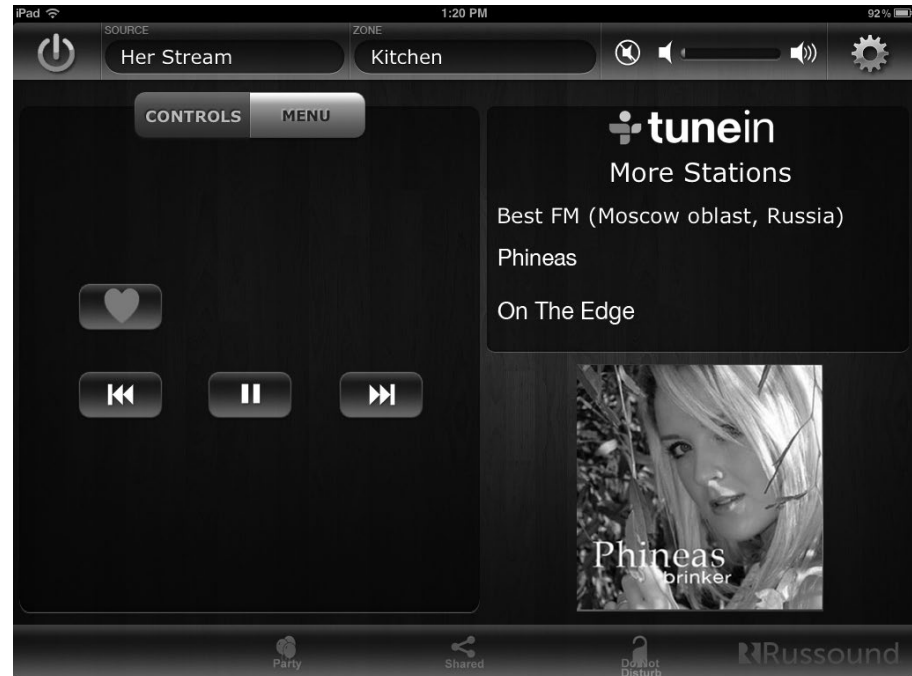 iPad 1:20 PM 92%
SOURCE ZONE
Her Stream Kitchen
CONTROLS MENU
tunein
More Stations
Best FM (Moscow oblast, Russia)
Phineas
On The Edge
Phineas
brinker
Party Shared Do Not
Disturb
Russound